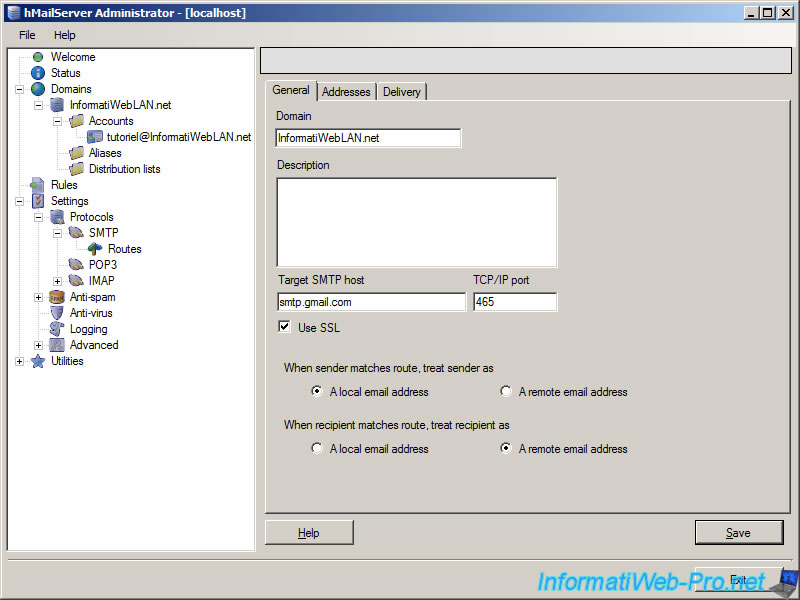 hMailServer Administrator - [localhost]
File Help
Welcome
Status
Domains
InformatiWebLAN.net
Accounts
tutoriel@InformatiWebLAN.net
Aliases
Distribution lists
Rules
Settings
Protocols
SMTP
Routes
POP3
IMAP
Anti-spam
Anti-virus
Logging
Advanced
Utilities
General Addresses Delivery
Domain
InformatiWebLAN.net
Description
Target SMTP host TCP/IP port
smtp.gmail.com 465
Use SSL
When sender matches route, treat sender as
A local email address A remote email address
When recipient matches route, treat recipient as
A local email address A remote email address
Help Save
Exit
InformatiWeb-Pro.net